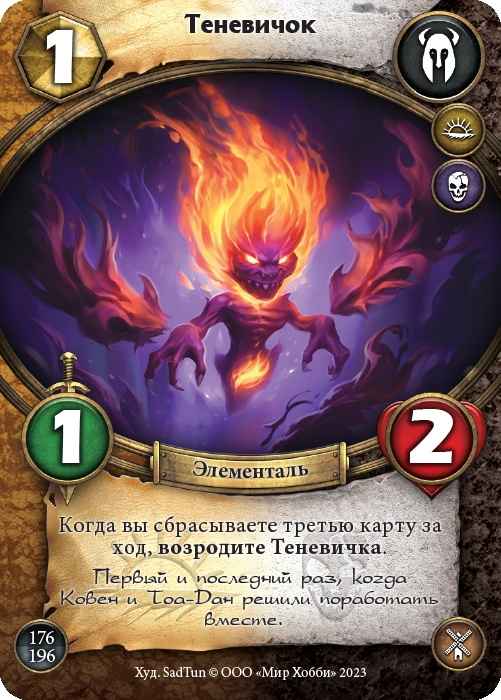 Теневичок
1
1
2
Элементаль
Когда вы сбрасываете третью карту за
ход, возродите Теневичка.
Первый и последний раз, когда
Ковен и Тоа-Дан решили поработать
вместе.
176
196
Худ. SadTun © ООО «Мир Хобби» 2023